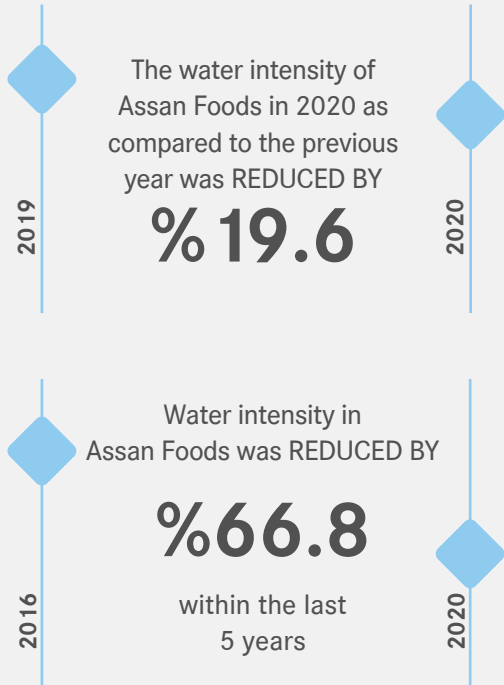 The water intensity of
Assan Foods in 2020 as
compared to the previous
year was REDUCED BY
%19.6
2019
2020
Water intensity in
Assan Foods was REDUCED BY
%66.8
within the last
5 years
2016
2020